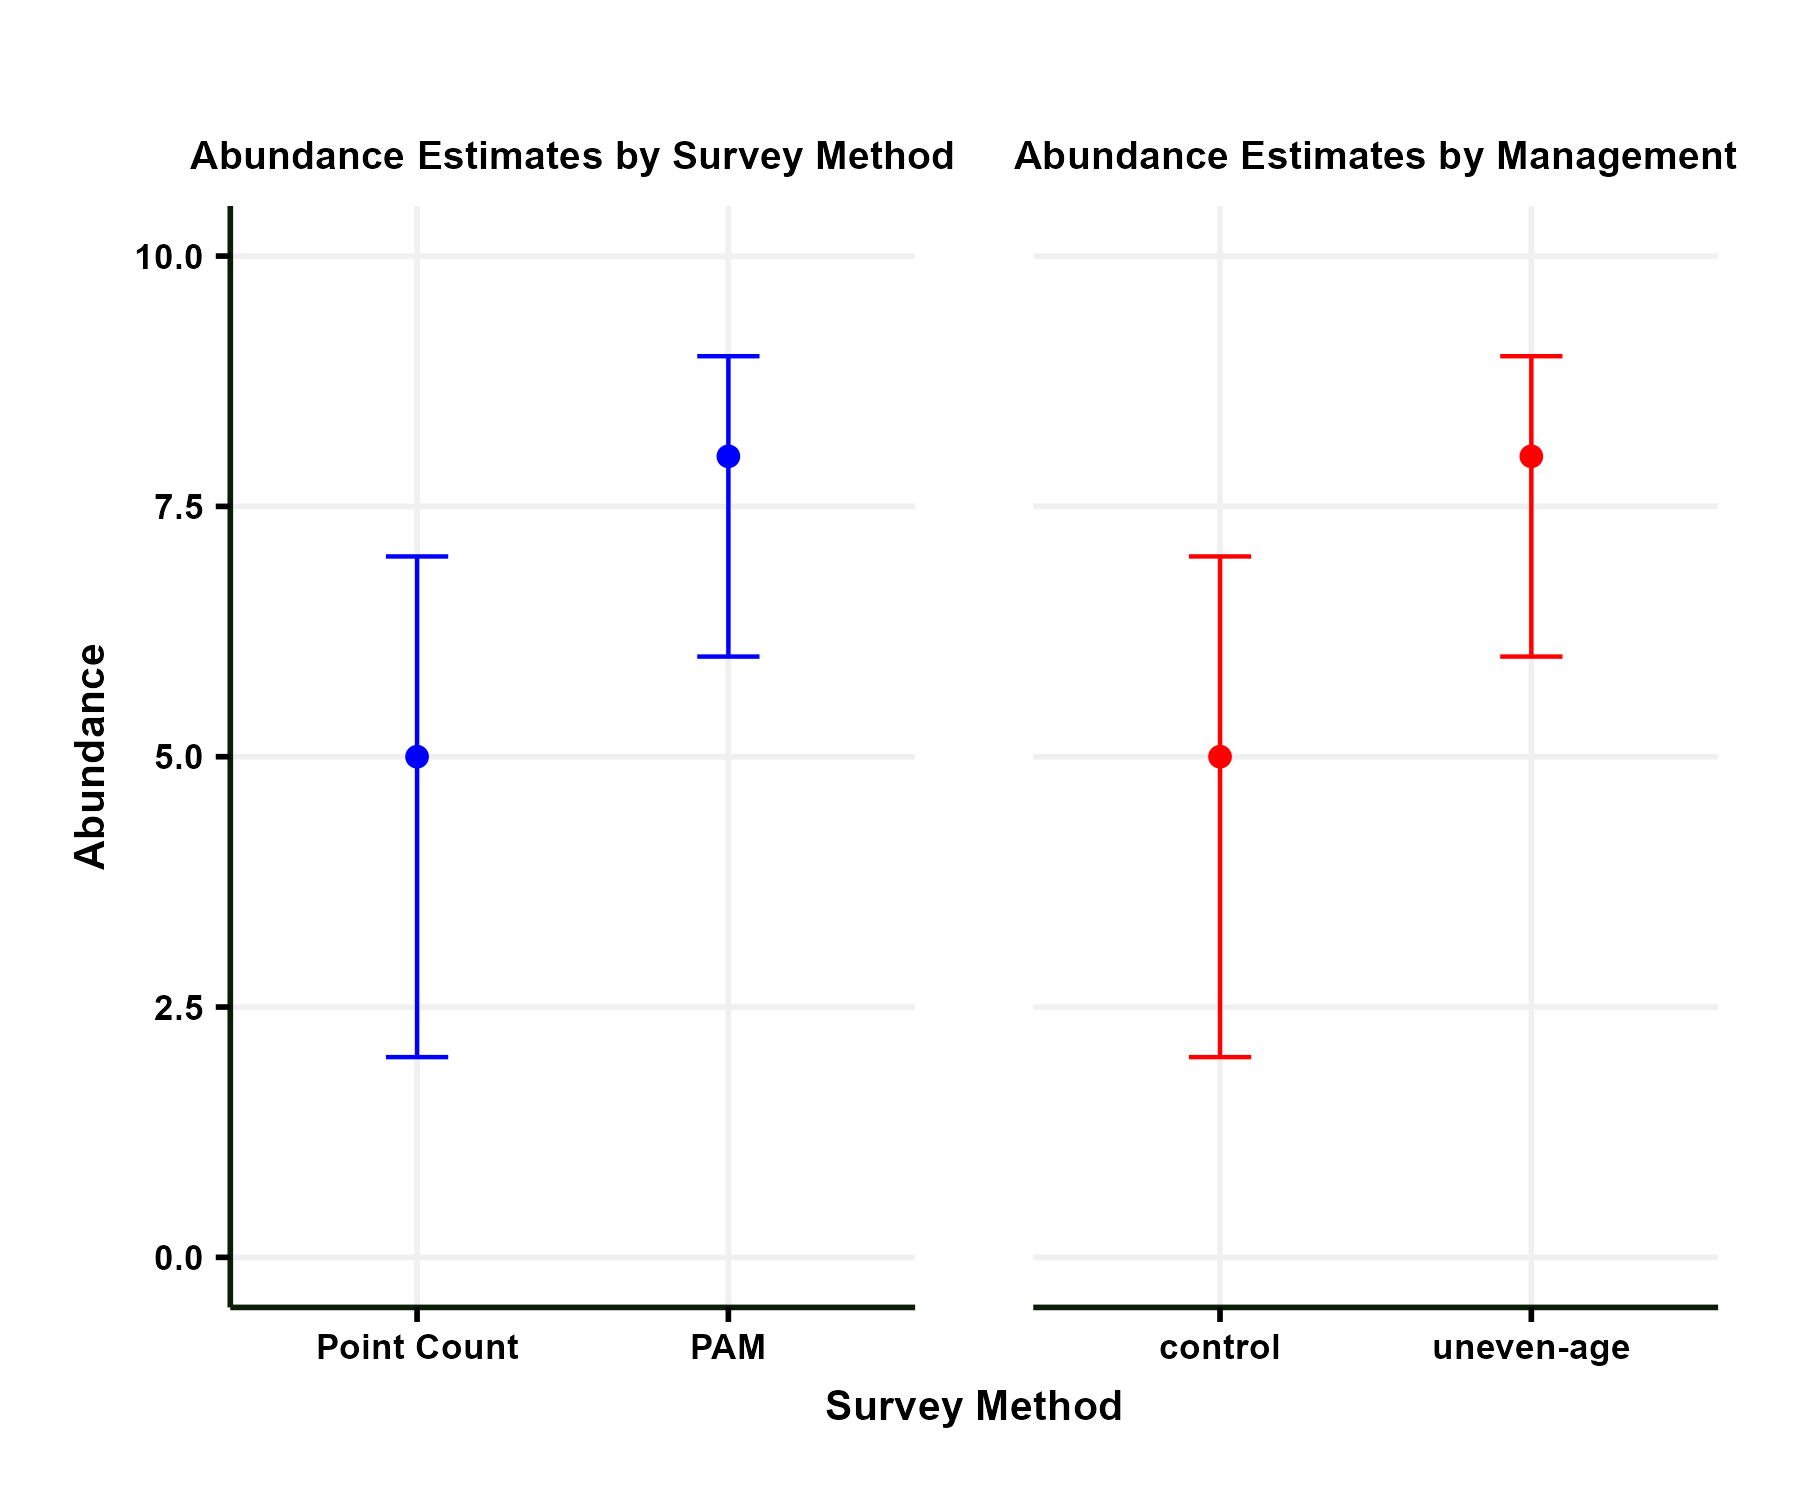 Abundance Estimates by Survey Method
Abundance Estimates by Management
10.0
7.5
5.0
2.5
0.0
Abundance
Point Count
PAM
control
uneven-age
Survey Method